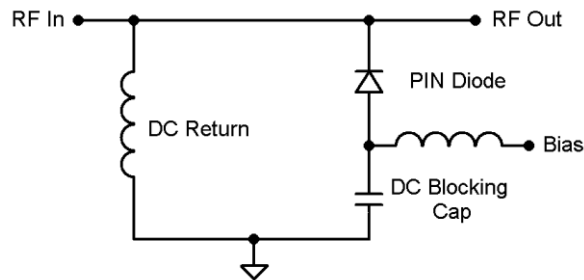 RF In
RF Out
PIN Diode
DC Return
Bias
DC Blocking
Cap